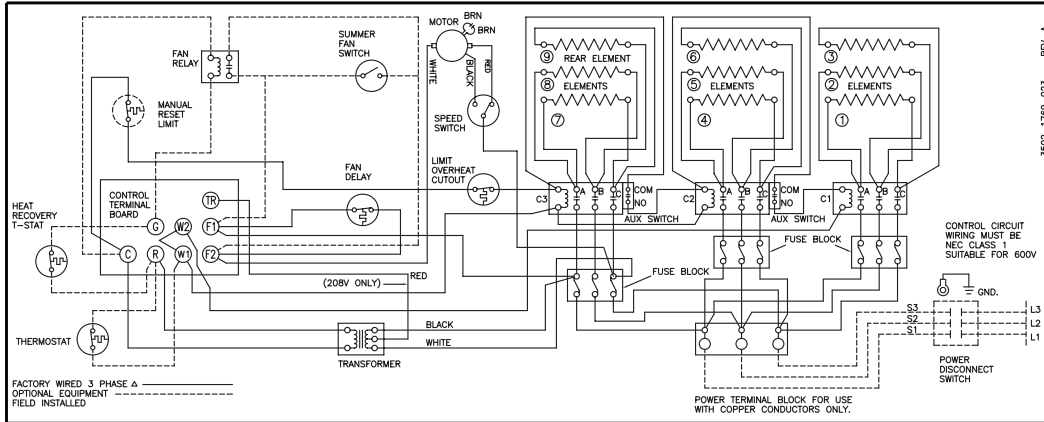 BRN
MOTOR
BRN
FAN
RELAY
SUMMER
FAN
SWITCH
WHITE
BLACK
RED
SPEED
SWITCH
MANUAL
RESET
LIMIT
FAN
DELAY
LIMIT
OVERHEAT
CUTOUT
9
REAR ELEMENT
8
ELEMENTS
7
6
5
ELEMENTS
4
3
2
ELEMENTS
1
REV A
C3
A
B
C
COM
NO
AUX SWITCH
C2
A
B
C
COM
NO
AUX SWITCH
C1
A
B
C
CONTROL
TERMINAL
BOARD
TR
G
W2
F1
C
R
W1
F2
HEAT
RECOVERY
T-STAT
THERMOSTAT
RED
(208V ONLY)
BLACK
WHITE
TRANSFORMER
FUSE BLOCK
FUSE BLOCK
CONTROL CIRCUIT
WIRING MUST BE
NEC CLASS 1
SUITABLE FOR 600V
GND.
S3
S2
S1
L3
L2
L1
POWER
DISCONNECT
SWITCH
POWER TERMINAL BLOCK FOR USE
WITH COPPER CONDUCTORS ONLY.
FACTORY WIRED 3 PHASE Δ
OPTIONAL EQUIPMENT
FIELD INSTALLED